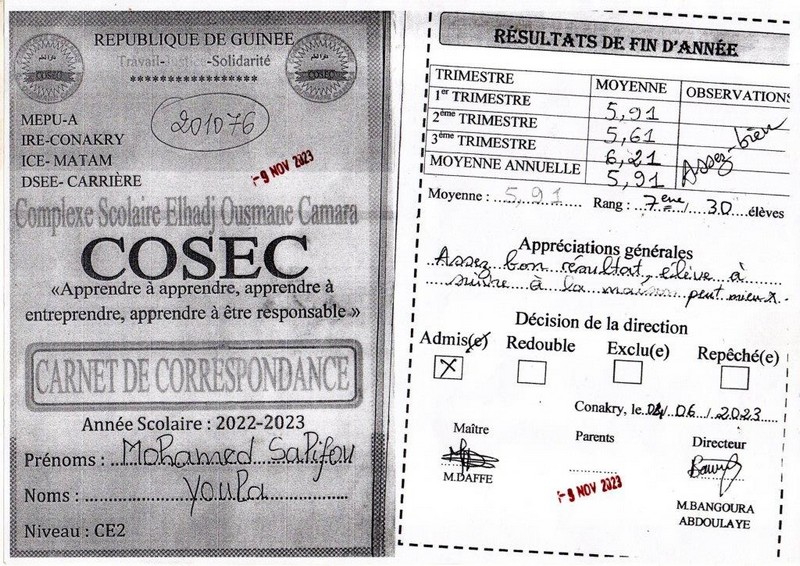 REPUBLIQUE DE GUINEE
Travail-Justice-Solidarité
*****************
COSEC
COSEC
MEPU-A
IRE-CONAKRY
ICE- MATAM
DSEE- CARRIÈRE
201076
-9 NOV 2023
Complexe Scolaire Elhadj Ousmane Camara
COSEC
«Apprendre à apprendre, apprendre à
entreprendre, apprendre à être responsable »
CARNET DE CORRESPONDANCE
Année Scolaire : 2022-2023
Prénoms : Mohamed Salifou
Noms : Youla
Niveau : CE2
RÉSULTATS DE FIN D'ANNÉE
TRIMESTRE MOYENNE OBSERVATIONS
1er TRIMESTRE 5,91
2ème TRIMESTRE 5,61
3ème TRIMESTRE 6,21
MOYENNE ANNUELLE 5,91
Assez-bien
Moyenne : 5,91 Rang : 7ème / 30 élèves
Appréciations générales
Assez bon résultat, élève à
suivre à la maison peut mieux.
Décision de la direction
Admis(e) Redouble Exclu(e) Repêché(e)
X
Conakry, le 06 / 2023
Maître Parents Directeur
M.DAFFE
-9 NOV 2023
M.BANGOURA
ABDOULAYE